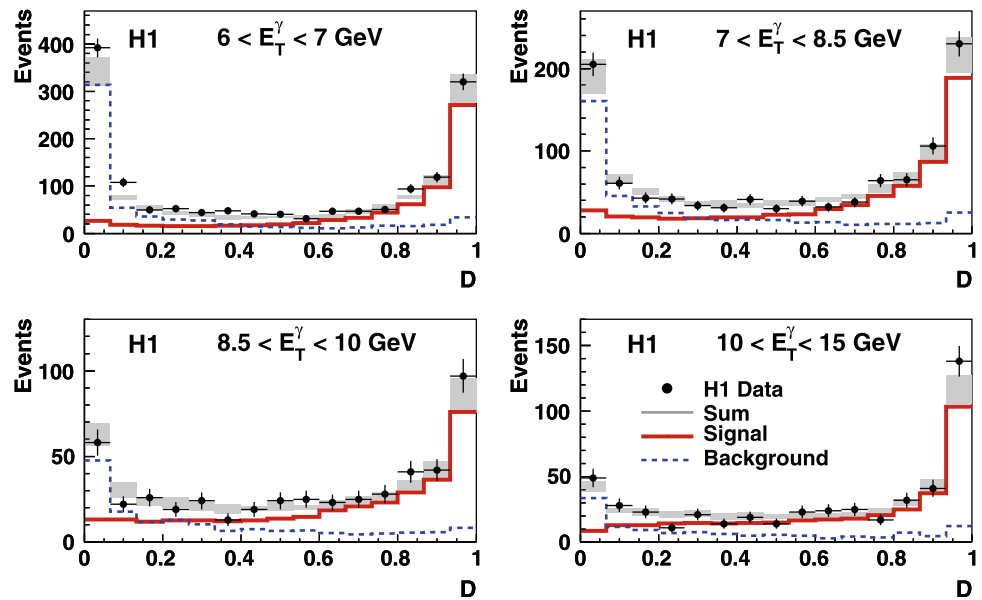 Events
H1
6 < E_T^γ < 7 GeV
400
300
200
100
0
0 0.2 0.4 0.6 0.8 1
D
Events
H1
7 < E_T^γ < 8.5 GeV
200
100
0
0 0.2 0.4 0.6 0.8 1
D
Events
H1
8.5 < E_T^γ < 10 GeV
100
50
0
0 0.2 0.4 0.6 0.8 1
D
Events
H1
10 < E_T^γ < 15 GeV
150
100
50
0
H1 Data
Sum
Signal
Background
0 0.2 0.4 0.6 0.8 1
D